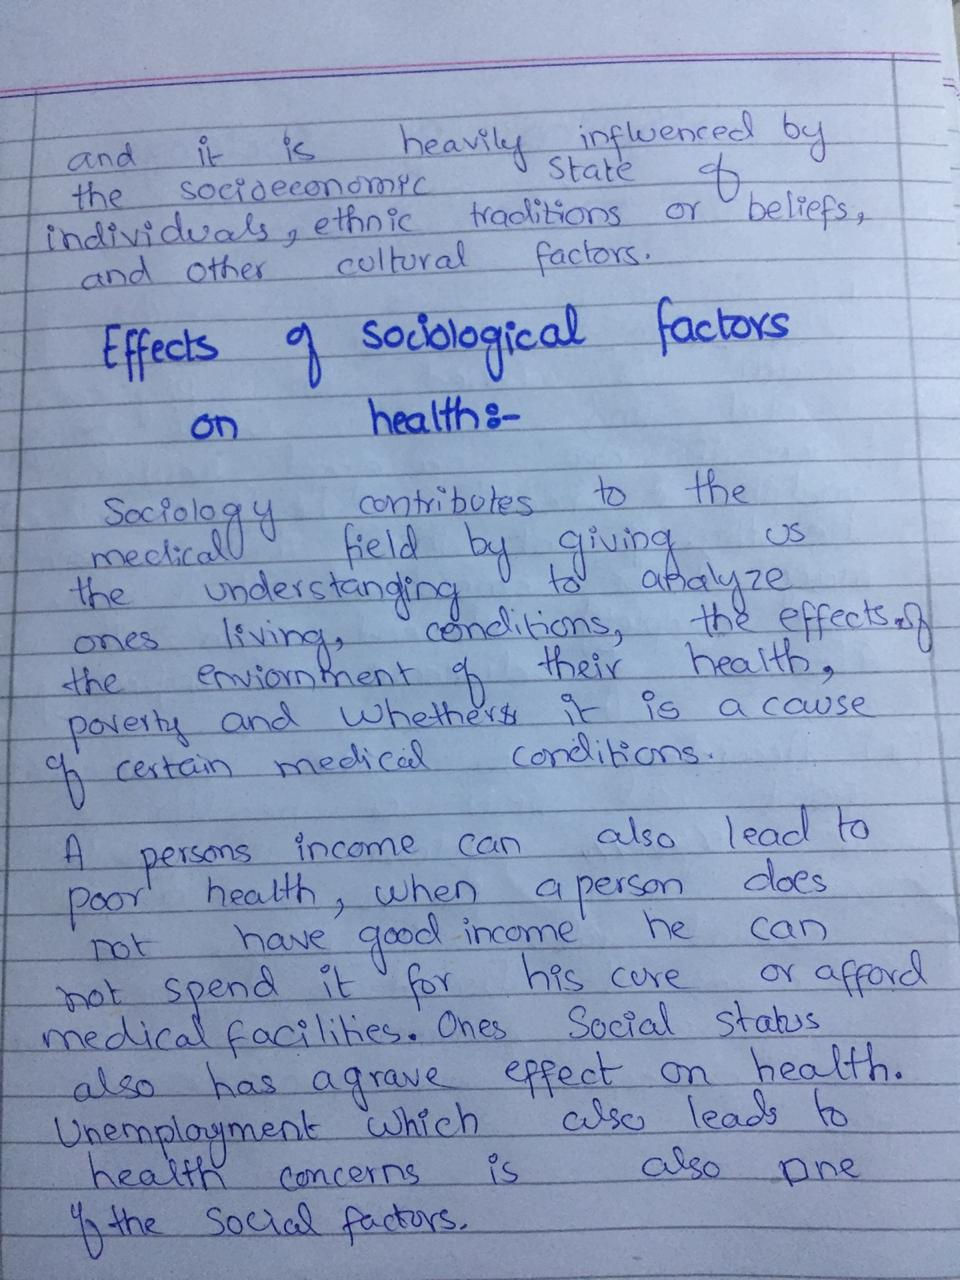 and it is heavily influenced by
the socioeconomic State of
individuals, ethnic traditions or beliefs,
and other cultural factors.
Effects of sociological factors
on health:-
Sociology contributes to the
medical field by giving us
the understanding to analyze
ones living, conditions, the effects of
the enviornment of their health,
poverty and whether it is a cause
of certain medical conditions.
A persons income can also lead to
poor health, when a person does
not have good income he can
not spend it for his cure or afford
medical facilities. Ones Social status
also has a grave effect on health.
Unemployment which also leads to
health concerns is also one
of the Social factors.